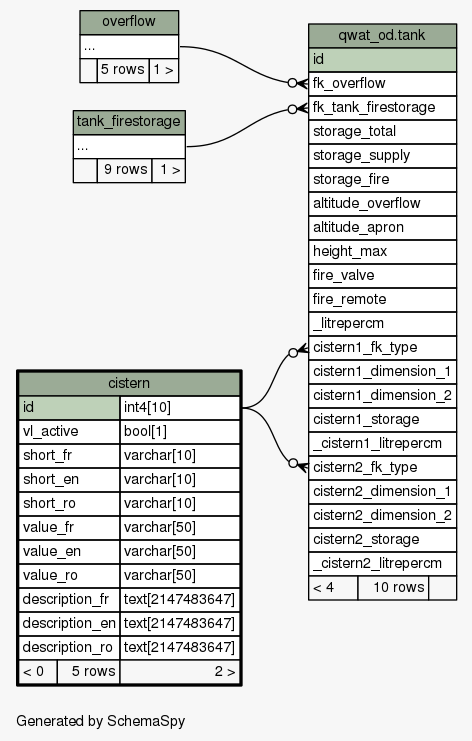 overflow
...
5 rows 1 >
tank_firestorage
...
9 rows 1 >
qwat_od.tank
id
fk_overflow
fk_tank_firestorage
storage_total
storage_supply
storage_fire
altitude_overflow
altitude_apron
height_max
fire_valve
fire_remote
_litrepercm
cistern1_fk_type
cistern1_dimension_1
cistern1_dimension_2
cistern1_storage
_cistern1_litrepercm
cistern2_fk_type
cistern2_dimension_1
cistern2_dimension_2
cistern2_storage
_cistern2_litrepercm
< 4 10 rows
cistern
id int4[10]
vl_active bool[1]
short_fr varchar[10]
short_en varchar[10]
short_ro varchar[10]
value_fr varchar[50]
value_en varchar[50]
value_ro varchar[50]
description_fr text[2147483647]
description_en text[2147483647]
description_ro text[2147483647]
< 0 5 rows 2 >
Generated by SchemaSpy